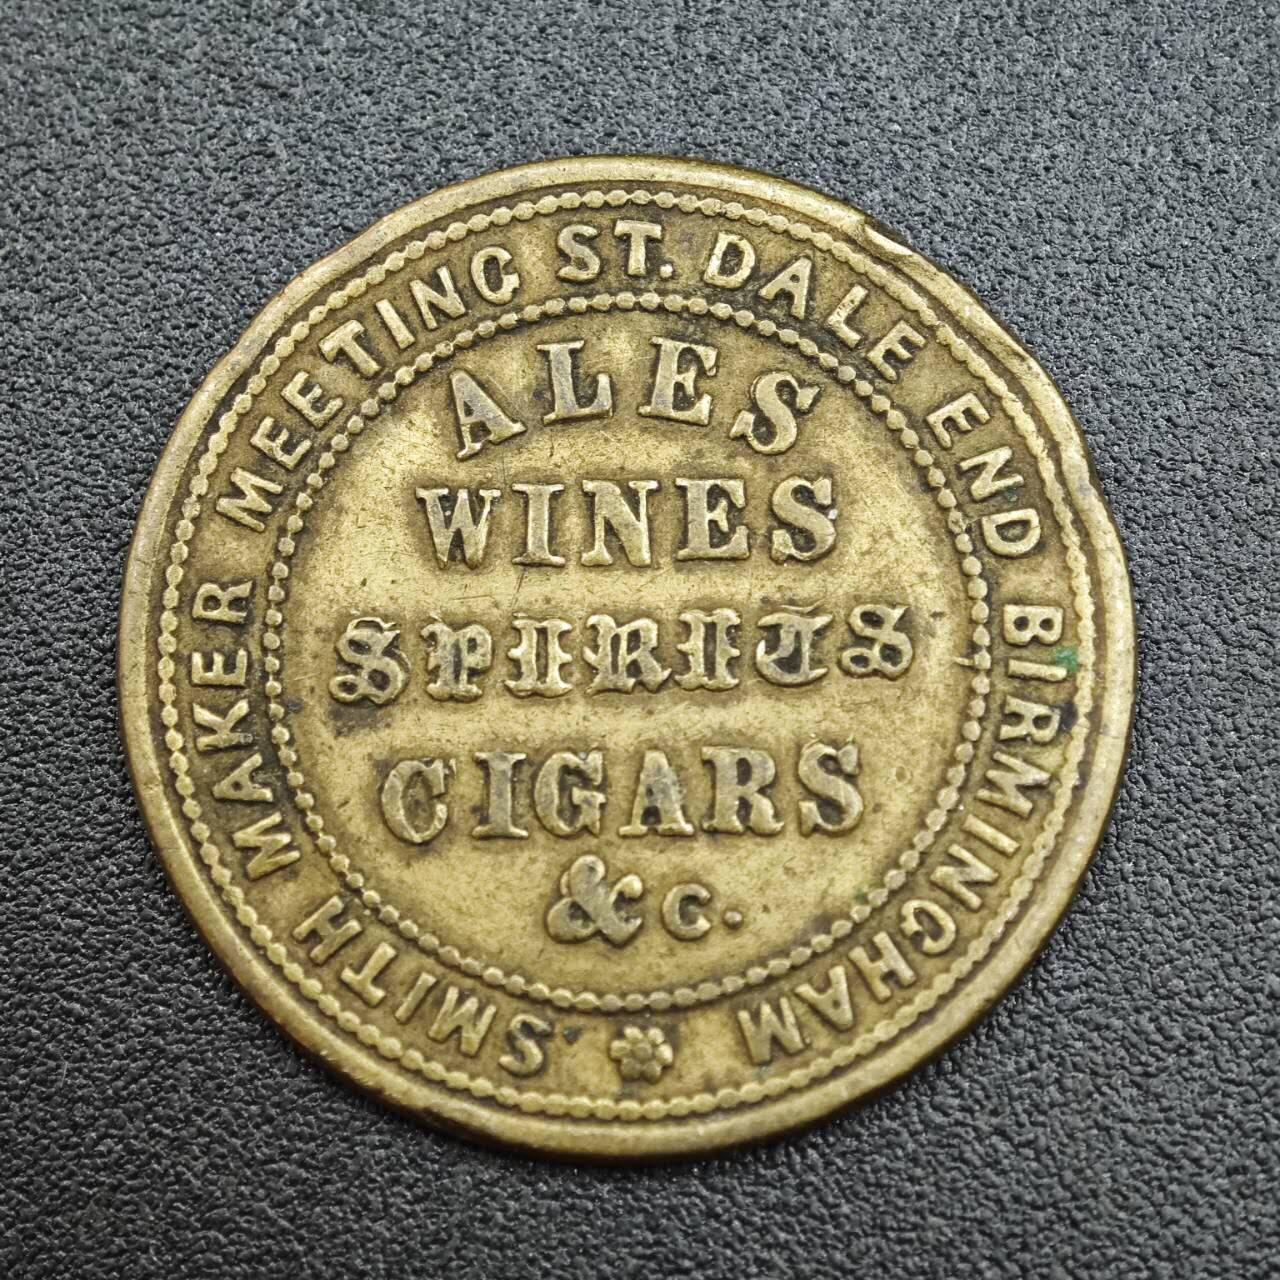 SMITH MAKER MEETING ST. DALE END BIRMINGHAM
ALES
WINES
SPIRITS
CIGARS
&C.